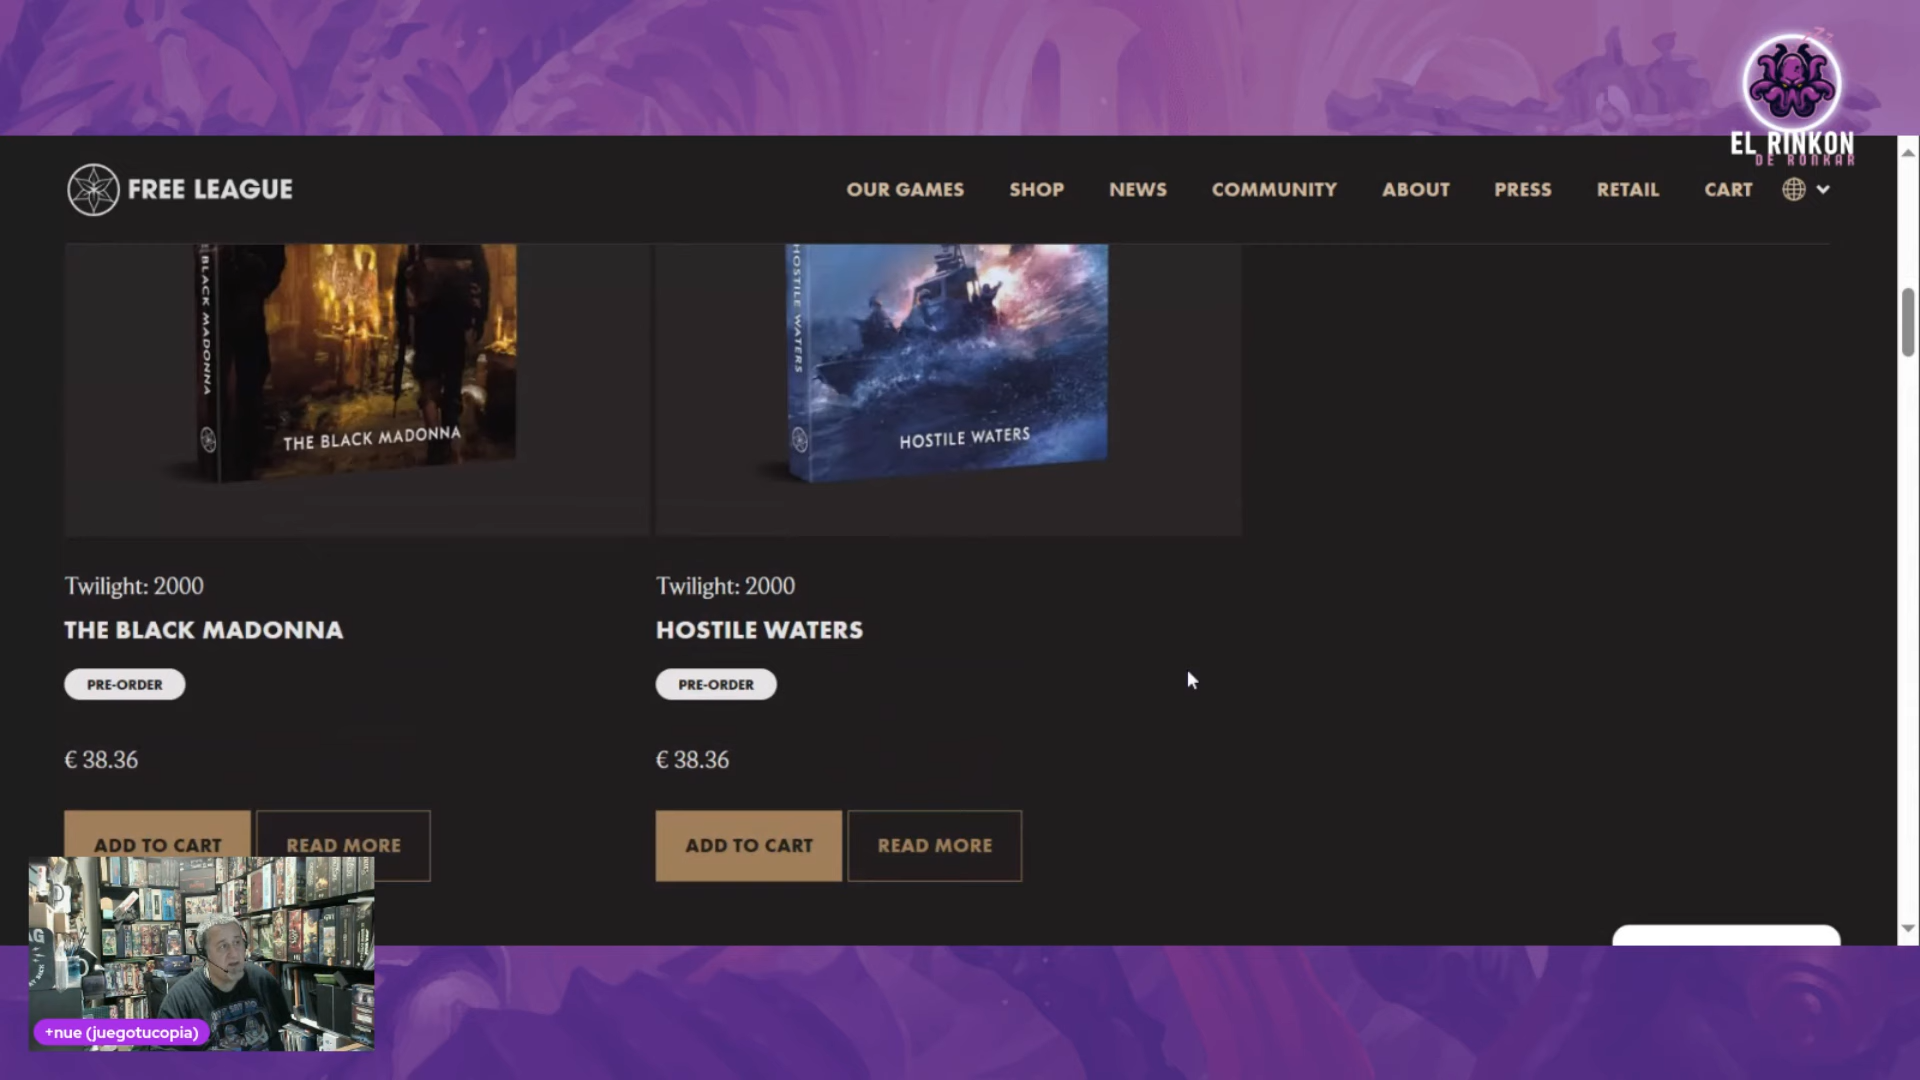 EL RINKON
DE RONKAR
FREE LEAGUE
OUR GAMES
SHOP
NEWS
COMMUNITY
ABOUT
PRESS
RETAIL
CART
BLACK MADONNA
THE BLACK MADONNA
HOSTILE WATERS
HOSTILE WATERS
Twilight: 2000
THE BLACK MADONNA
PRE-ORDER
€ 38.36
ADD TO CART
READ MORE
Twilight: 2000
HOSTILE WATERS
PRE-ORDER
€ 38.36
ADD TO CART
READ MORE
+nue (juegotucopia)